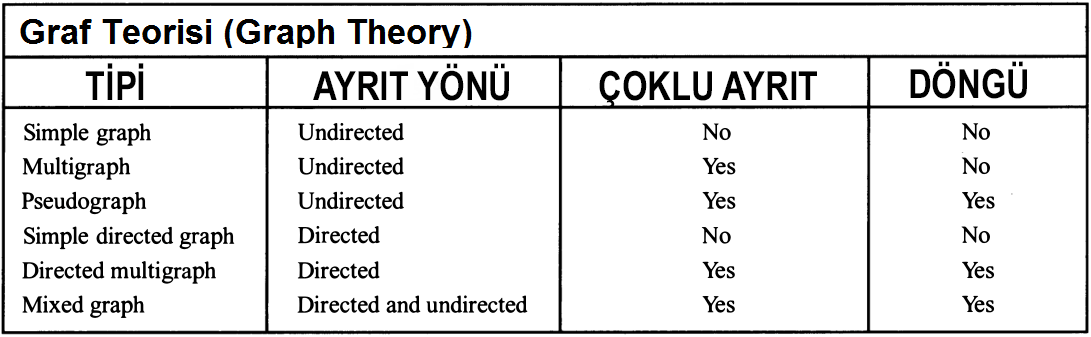 Graf Teorisi (Graph Theory)
TİPİ AYRIT YÖNÜ ÇOKLU AYRIT DÖNGÜ
Simple graph Undirected No No
Multigraph Undirected Yes No
Pseudograph Undirected Yes Yes
Simple directed graph Directed No No
Directed multigraph Directed Yes Yes
Mixed graph Directed and undirected Yes Yes